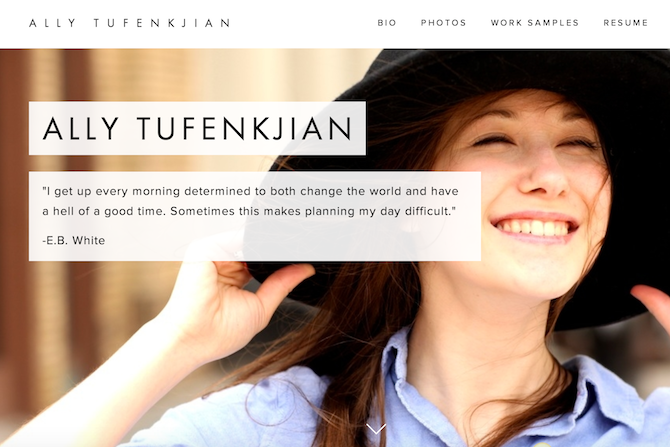 ALLY TUFENKJIAN
BIO PHOTOS WORK SAMPLES RESUME
ALLY TUFENKJIAN
"I get up every morning determined to both change the world and have
a hell of a good time. Sometimes this makes planning my day difficult."
-E.B. White